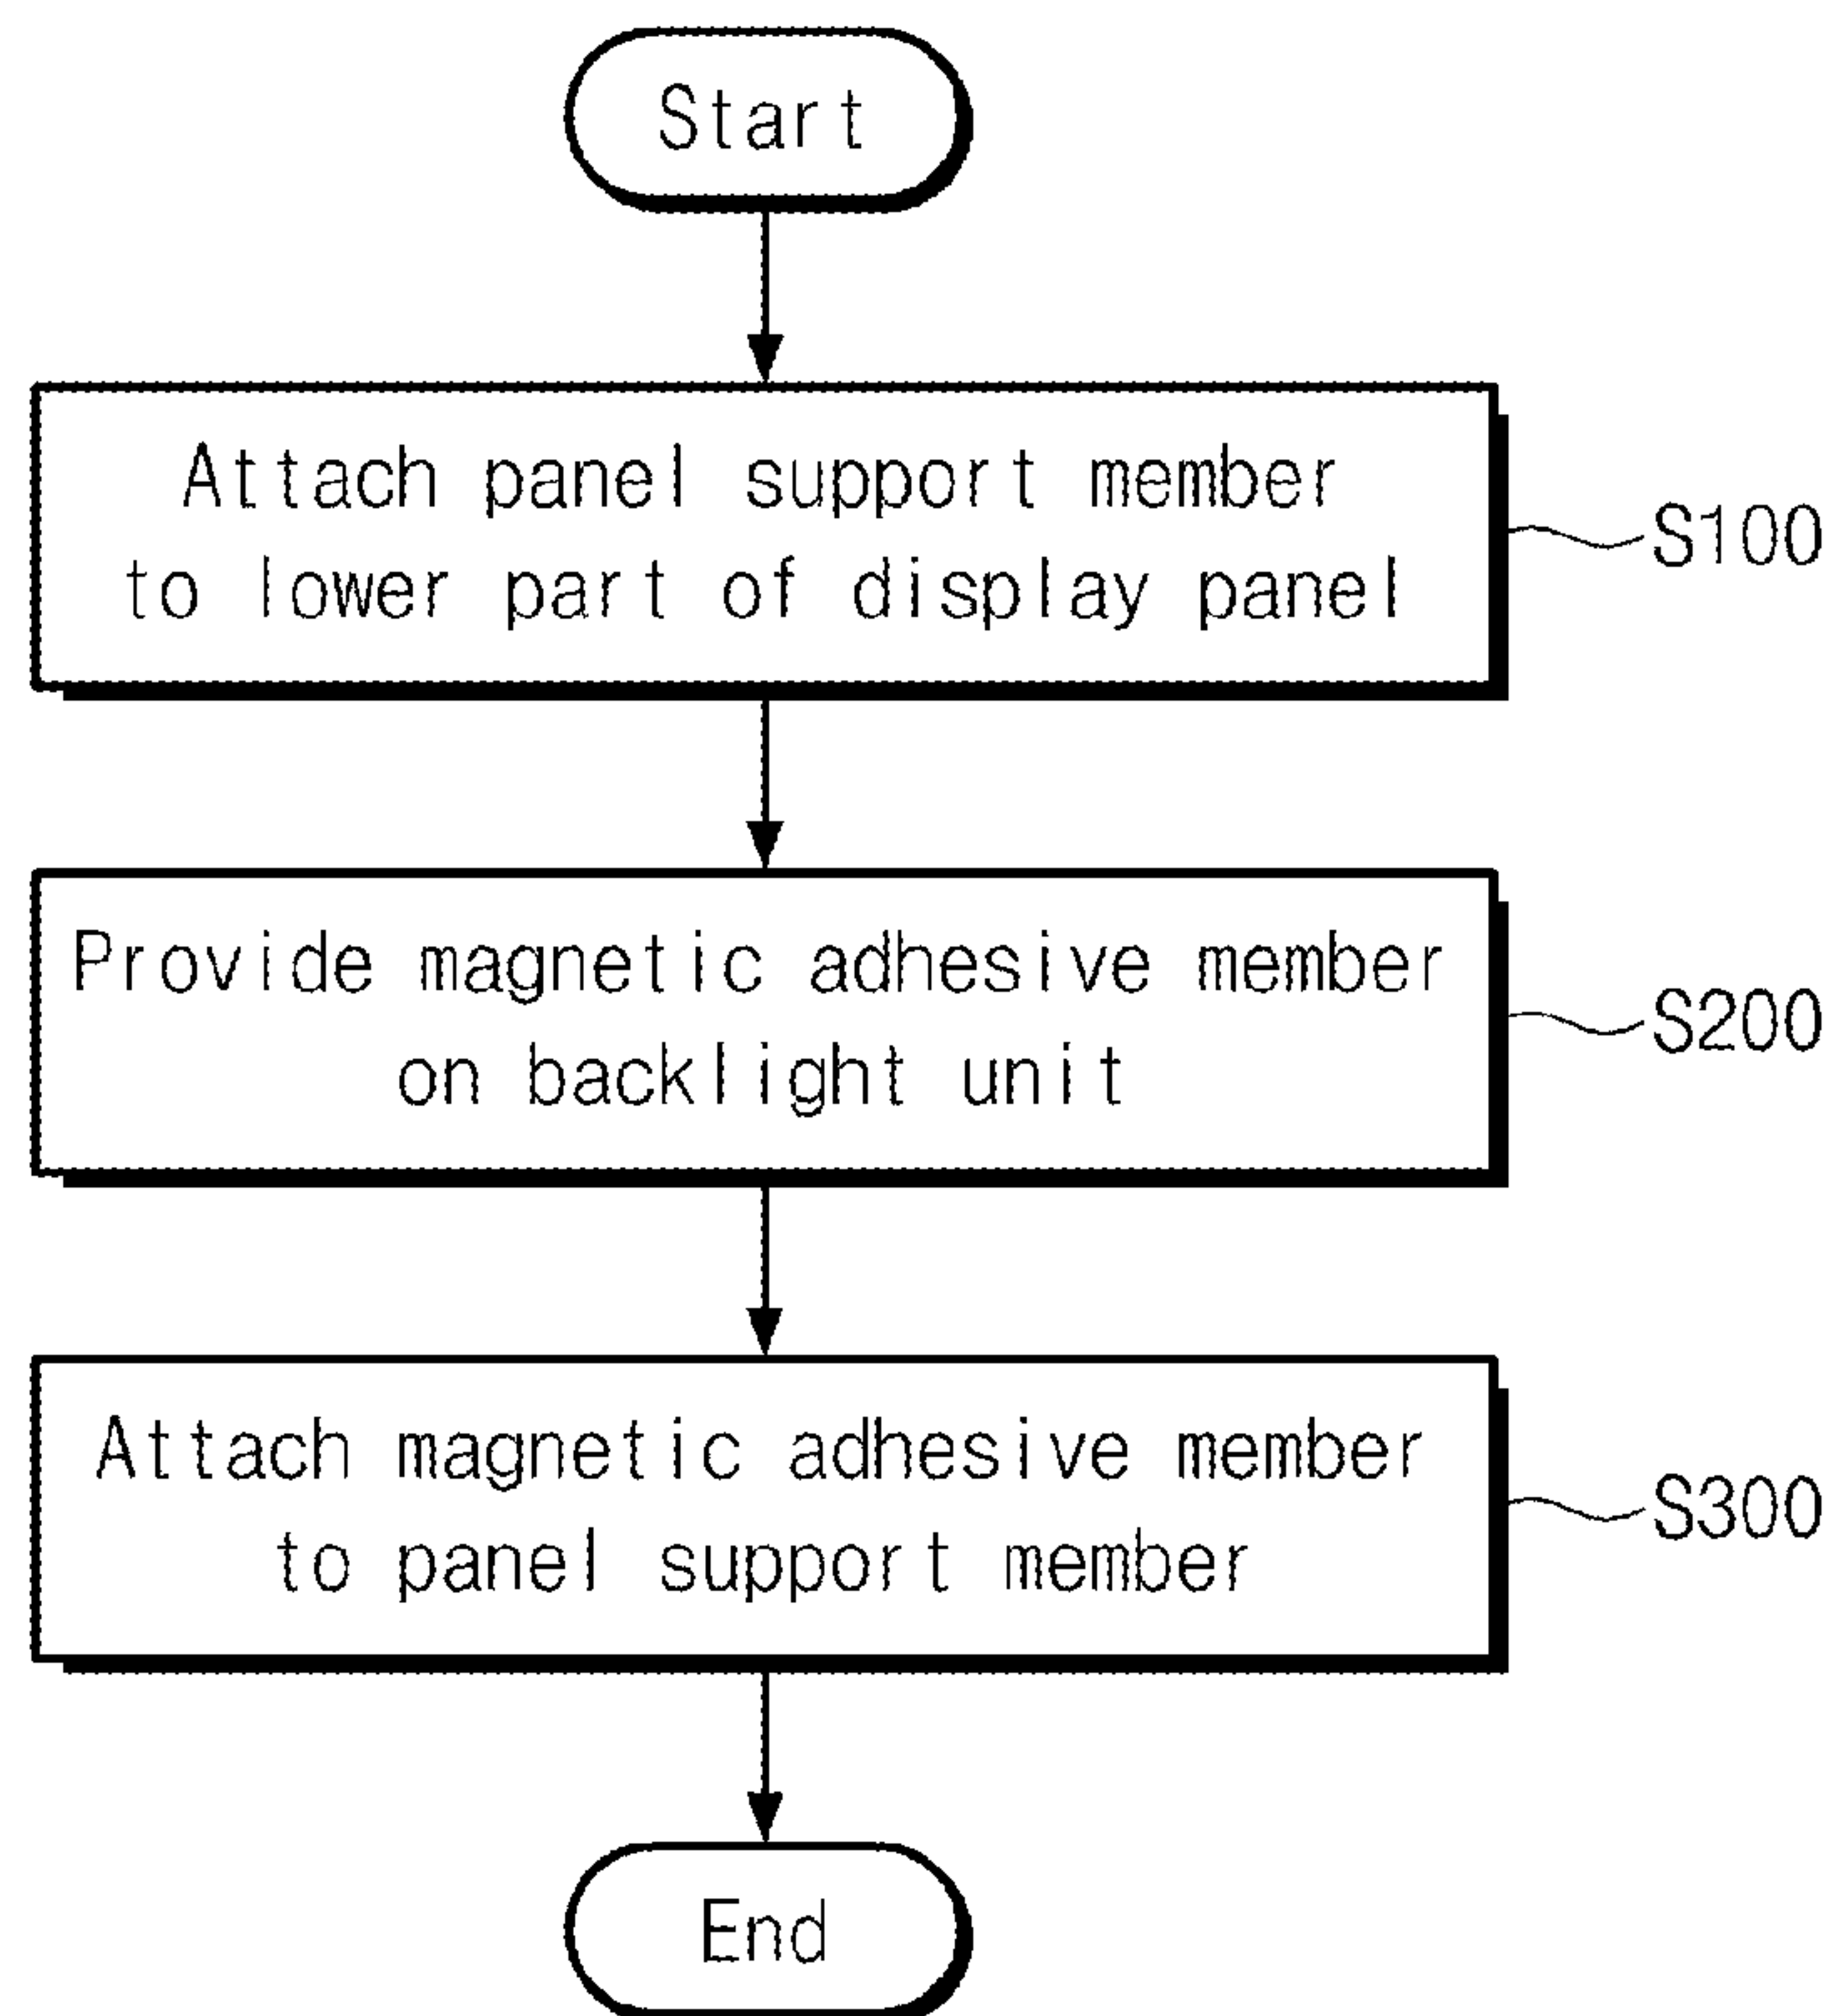 Start
Attach panel support member
to lower part of display panel
S100
Provide magnetic adhesive member
on backlight unit
S200
Attach magnetic adhesive member
to panel support member
S300
End